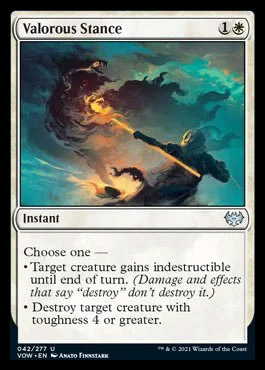 Valorous Stance 1
Instant
Choose one —
• Target creature gains indestructible
until end of turn. (Damage and effects
that say “destroy” don’t destroy it.)
• Destroy target creature with
toughness 4 or greater.
042/277 U
VOW • EN Anato Finnstark
™ & © 2021 Wizards of the Coast